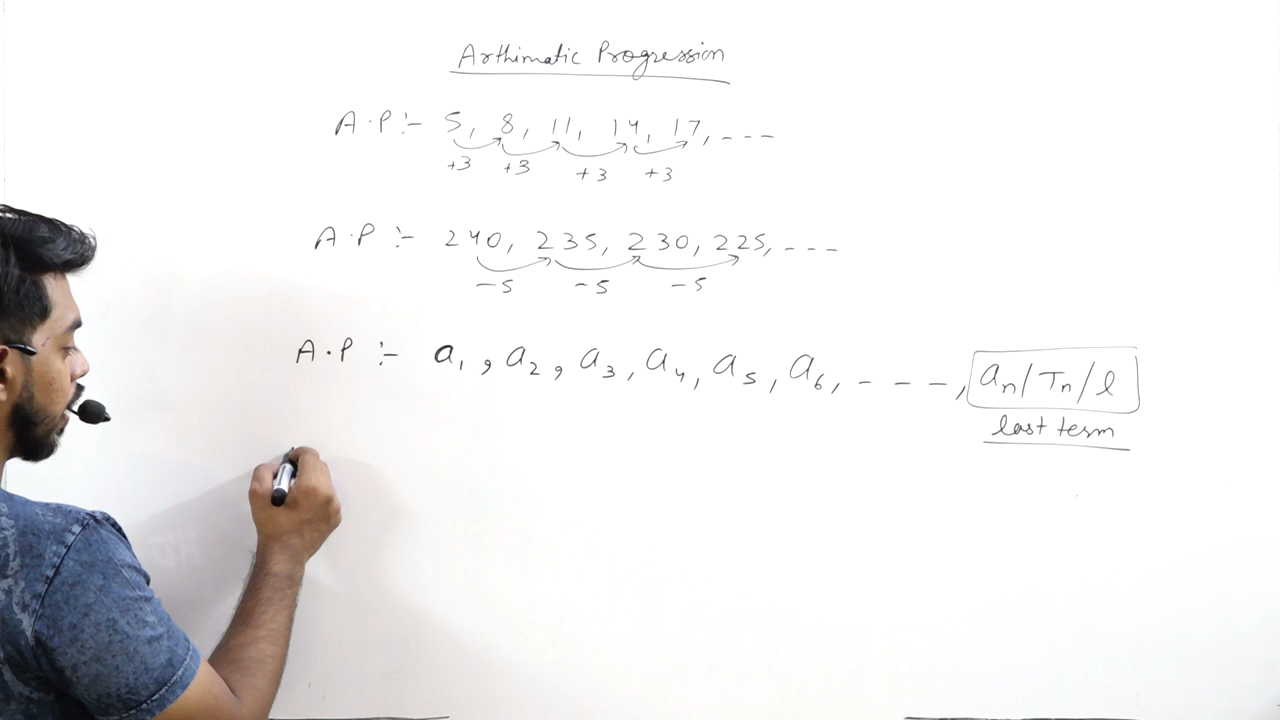 Arthimatic Progression
A.P :- 5, 8, 11, 14, 17, - - -
+3 +3 +3 +3
A.P :- 240, 235, 230, 225, - - -
-5 -5 -5
A.P :- a₁, a₂, a₃, a₄, a₅, a₆, - - -, aₙ/Tₙ/l
last term